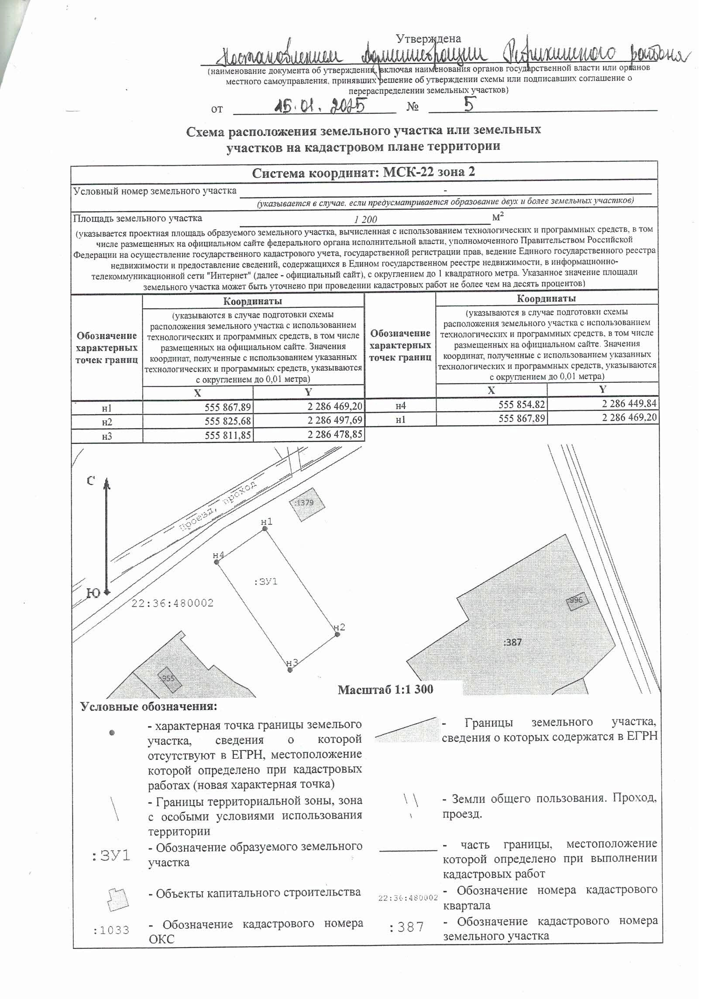 Утверждена
Постановлением Администрации Ребрихинского района
(наименование документа об утверждении, включая наименования органов государственной власти или органов
местного самоуправления, принявших решение об утверждении схемы или подписавших соглашение о
перераспределении земельных участков)
от 15.01.2025 № 5
Схема расположения земельного участка или земельных
участков на кадастровом плане территории
Система координат: МСК-22 зона 2
Условный номер земельного участка -
(указывается в случае, если предусматривается образование двух и более земельных участков)
Площадь земельного участка 1 200 м2
(указывается проектная площадь образуемого земельного участка, вычисленная с использованием технологических и программных средств, в том
числе размещенных на официальном сайте федерального органа исполнительной власти, уполномоченного Правительством Российской
Федерации на осуществление государственного кадастрового учета, государственной регистрации прав, ведение Единого государственного реестра
недвижимости и предоставление сведений, содержащихся в Едином государственном реестре недвижимости, в информационно-
телекоммуникационной сети "Интернет" (далее - официальный сайт), с округлением до 1 квадратного метра. Указанное значение площади
земельного участка может быть уточнено при проведении кадастровых работ не более чем на десять процентов)
Обозначение
характерных
точек границ
Координаты
(указываются в случае подготовки схемы
расположения земельного участка с использованием
технологических и программных средств, в том числе
размещенных на официальном сайте. Значения
координат, полученные с использованием указанных
технологических и программных средств, указываются
с округлением до 0,01 метра)
X Y
Обозначение
характерных
точек границ
Координаты
(указываются в случае подготовки схемы
расположения земельного участка с использованием
технологических и программных средств, в том числе
размещенных на официальном сайте. Значения
координат, полученные с использованием указанных
технологических и программных средств, указываются
с округлением до 0,01 метра)
X Y
н1 555 867,89 2 286 469,20 н4 555 854,82 2 286 449,84
н2 555 825,68 2 286 497,69 н1 555 867,89 2 286 469,20
н3 555 811,85 2 286 478,85
С
Проезд, проход
:1379
н1
н4
:ЗУ1
Ю
22:36:480002
:996
н2
:387
н3
:955
Масштаб 1:1 300
Условные обозначения:
- характерная точка границы земелього
участка, сведения о которой
отсутствуют в ЕГРН, местоположение
которой определено при кадастровых
работах (новая характерная точка)
- Границы земельного участка,
сведения о которых содержатся в ЕГРН
- Границы территориальной зоны, зона
с особыми условиями использования
территории
- Земли общего пользования. Проход,
проезд.
:ЗУ1 - Обозначение образуемого земельного
участка
- часть границы, местоположение
которой определено при выполнении
кадастровых работ
- Объекты капитального строительства
22:36:480002 - Обозначение номера кадастрового
квартала
:1033 - Обозначение кадастрового номера
ОКС
:387 - Обозначение кадастрового номера
земельного участка